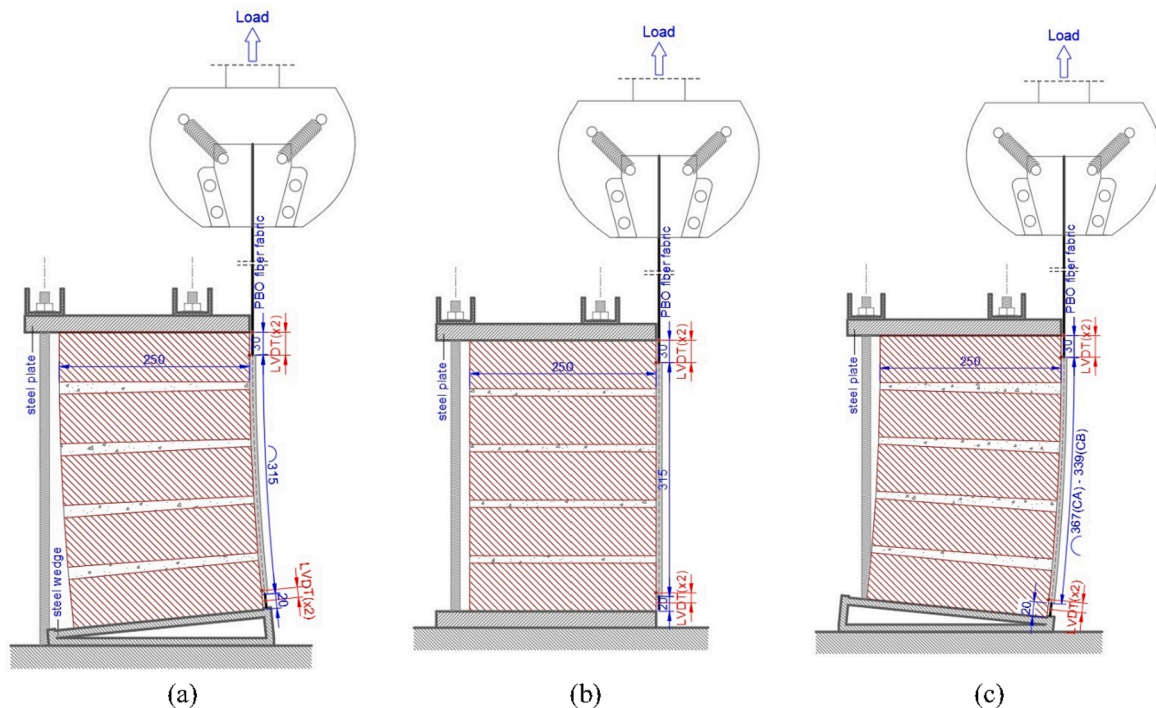 Load
PBO fiber fabric
30
LVDT(x2)
250
steel plate
315
steel wedge
LVDT(x2)
20
(a)
Load
PBO fiber fabric
30
LVDT(x2)
250
steel plate
315
20
LVDT(x2)
(b)
Load
PBO fiber fabric
30
LVDT(x2)
250
steel plate
367(CA) - 339(CB)
20
LVDT(x2)
(c)